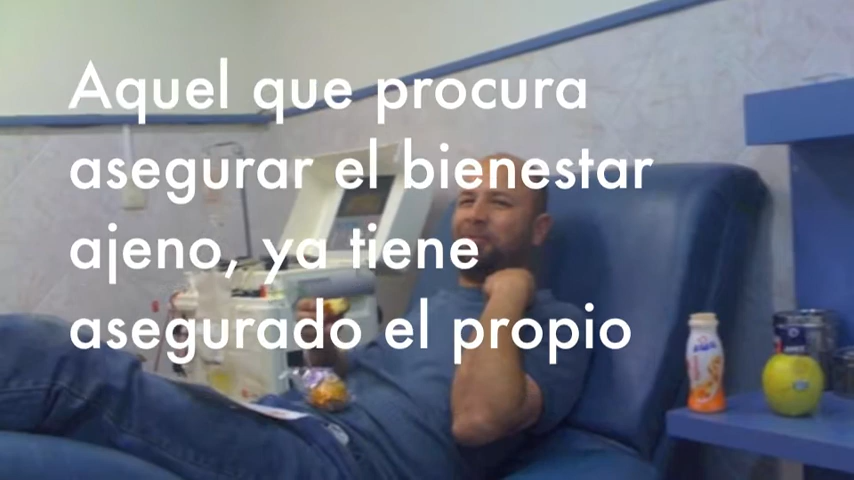 Aquel que procura
asegurar el bienestar
ajeno, ya tiene
asegurado el propio